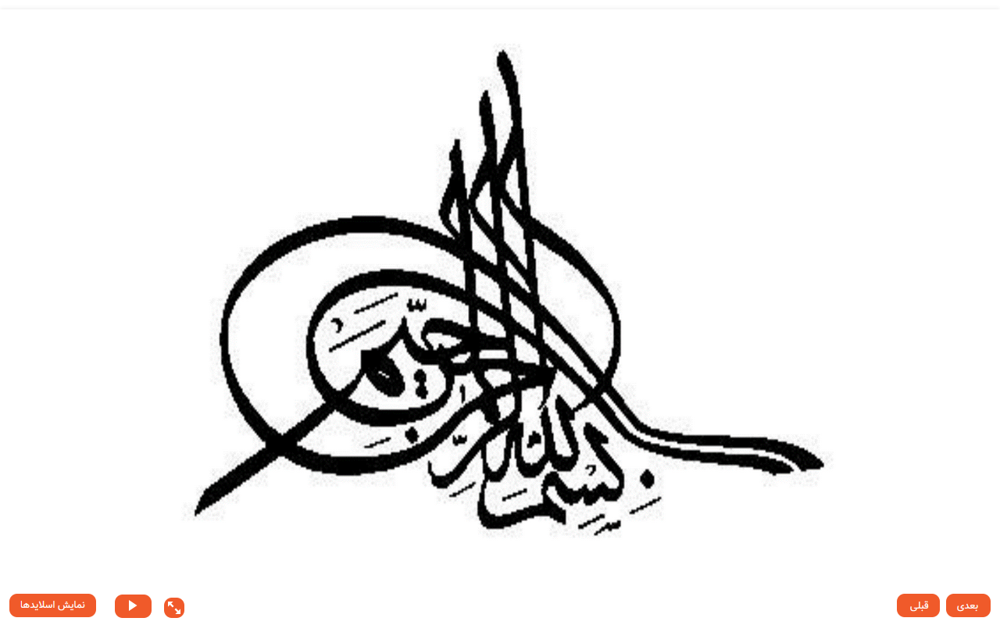 بسم الله الرحمن الرحیم
بعدی
قبلی
نمایش اسلایدها